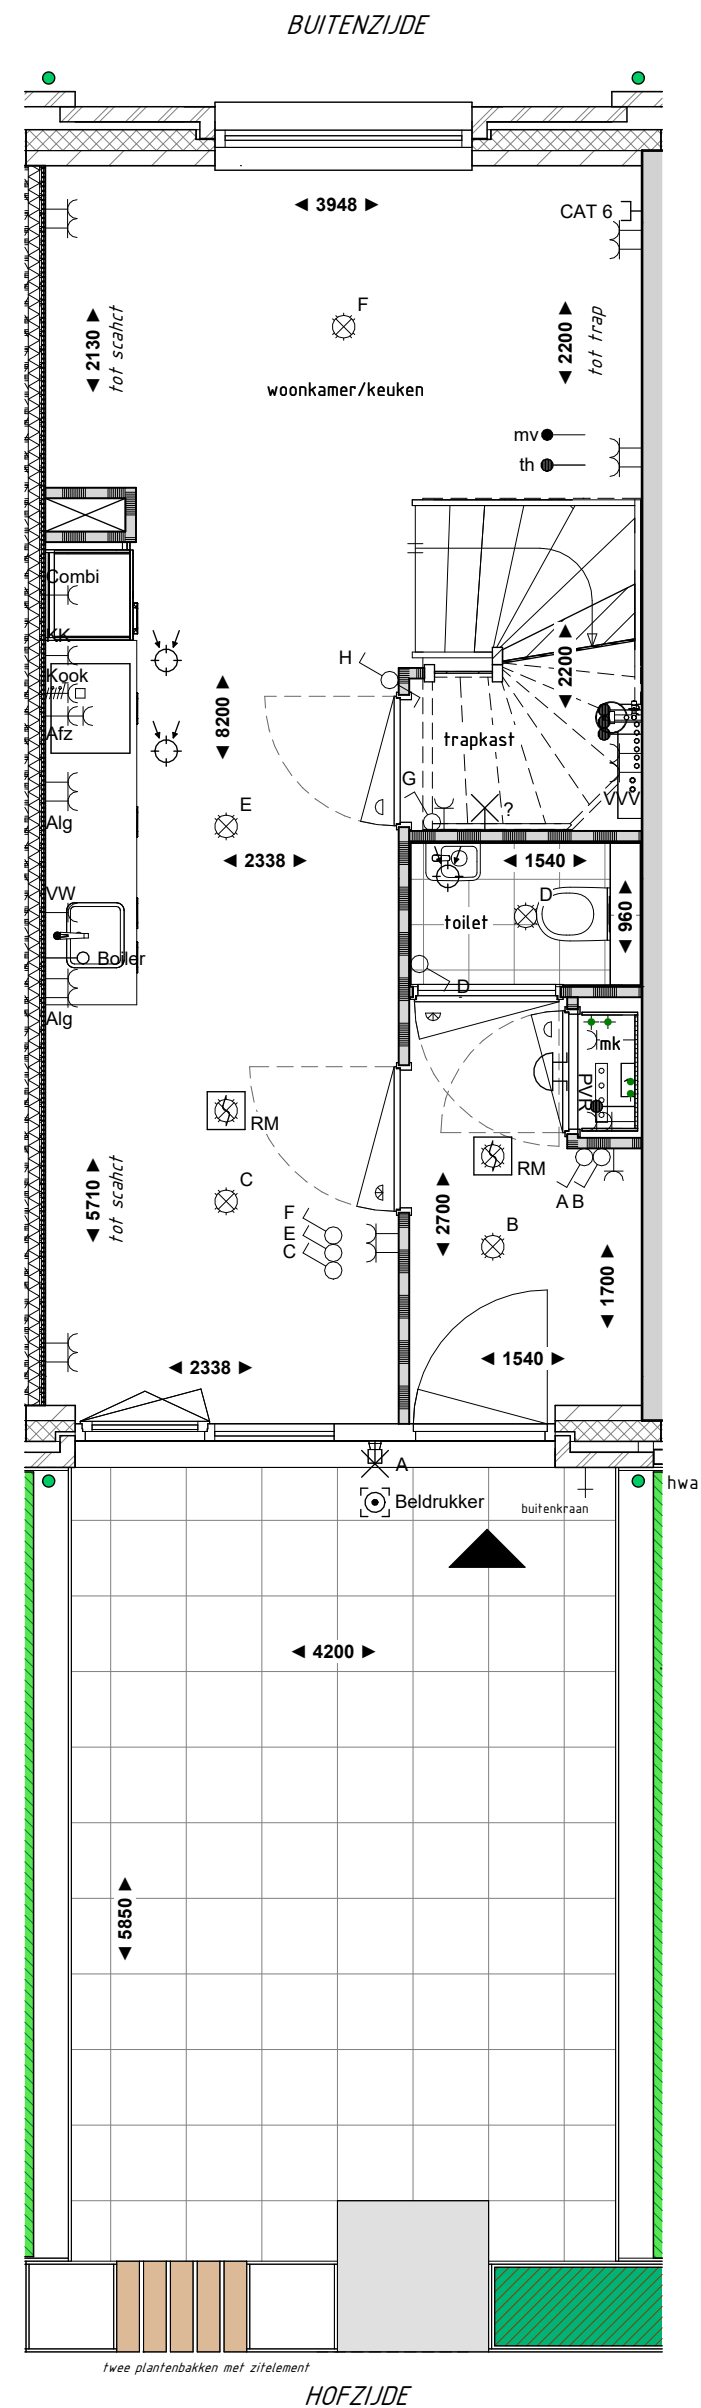 BUITENZIJDE
3948
CAT 6
F
2130
tot scahct
2200
tot trap
woonkamer/keuken
mv
th
Combi
KK
Kook
Afz
H
2200
8200
trapkast
G
?
VVV
Alg
E
2338
1540
VW
toilet
D
960
Boiler
D
Alg
mk
PVR
RM
RM
A B
5710
tot scahct
C
F
E
C
2700
B
1700
2338
1540
A
Beldrukker
buitenkraan
hwa
4200
5850
twee plantenbakken met zitelement
HOFZIJDE